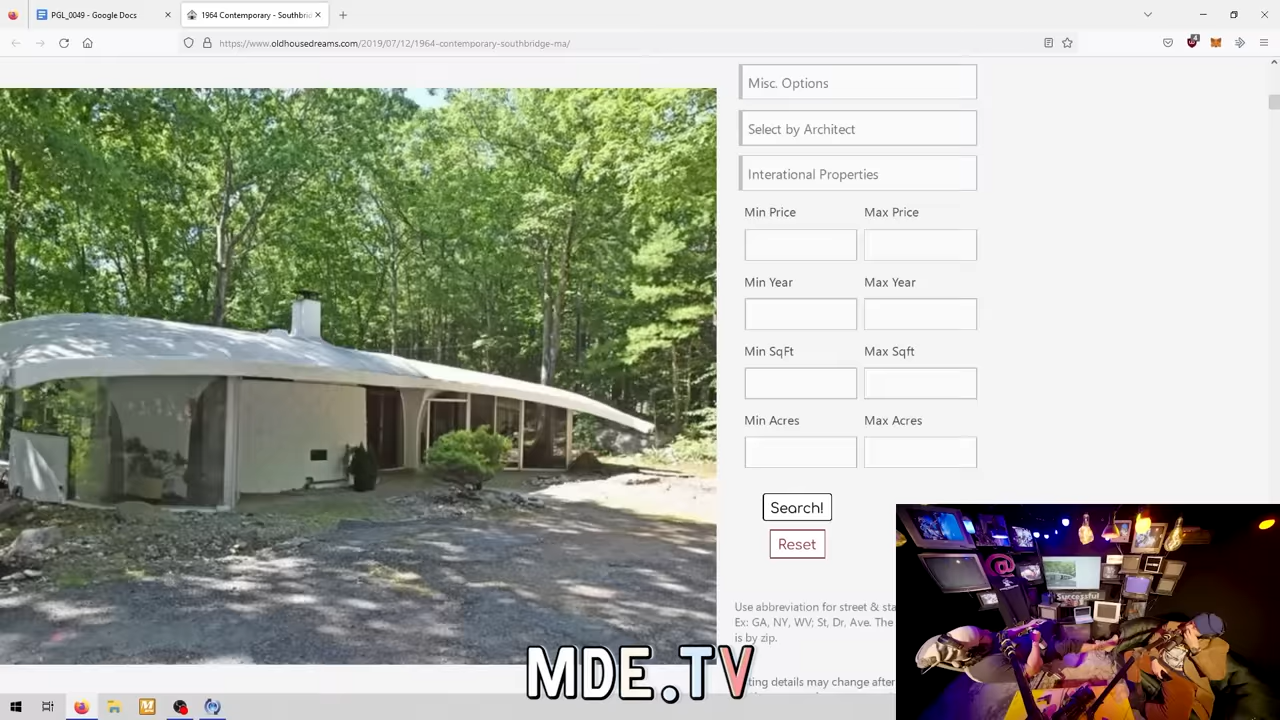 PGL_0049 - Google Docs
1964 Contemporary - Southbrid
https://www.oldhousedreams.com/2019/07/12/1964-contemporary-southbridge-ma/
4
Misc. Options
Select by Architect
Interational Properties
Min Price Max Price
Min Year Max Year
Min SqFt Max Sqft
Min Acres Max Acres
Search!
Reset
Use abbreviation for street & sta
Ex: GA, NY, WV; St, Dr, Ave. The
is by zip.
ting details may change after
MDE.TV
@
Successful